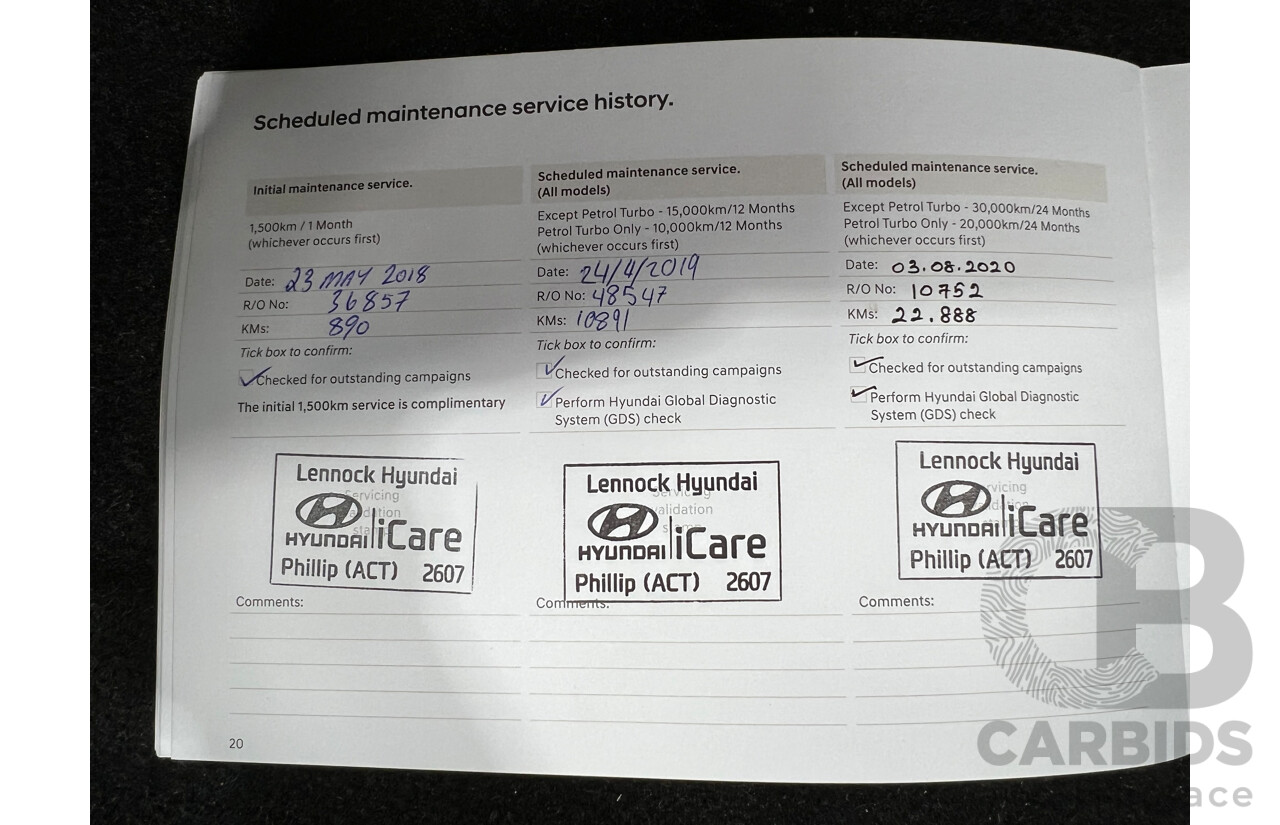 Scheduled maintenance service history.
Initial maintenance service.
1,500km / 1 Month
(whichever occurs first)
Date: 23 MAY 2018
R/O No: 36857
KMs: 890
Tick box to confirm:
Checked for outstanding campaigns
The initial 1,500km service is complimentary
Lennock Hyundai
Servicing
HYUNDAI iCare
Phillip (ACT) 2607
Comments:
Scheduled maintenance service.
(All models)
Except Petrol Turbo - 15,000km/12 Months
Petrol Turbo Only - 10,000km/12 Months
(whichever occurs first)
Date: 24/4/2019
R/O No: 48547
KMs: 10891
Tick box to confirm:
Checked for outstanding campaigns
Perform Hyundai Global Diagnostic
System (GDS) check
Lennock Hyundai
Servicing
validation
HYUNDAI iCare
Phillip (ACT) 2607
Comments:
Scheduled maintenance service.
(All models)
Except Petrol Turbo - 30,000km/24 Months
Petrol Turbo Only - 20,000km/24 Months
(whichever occurs first)
Date: 03.08.2020
R/O No: 10752
KMs: 22.888
Tick box to confirm:
Checked for outstanding campaigns
Perform Hyundai Global Diagnostic
System (GDS) check
Lennock Hyundai
HYUNDAI iCare
Phillip (ACT) 2607
Comments:
20
CB
CARBIDS